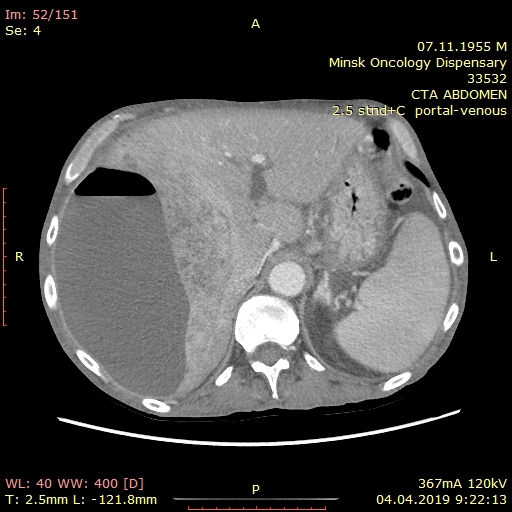 Im: 52/151
Se: 4
A
07.11.1955 M
Minsk Oncology Dispensary
33532
CTA ABDOMEN
2.5 stnd+C portal-venous
R
L
WL: 40 WW: 400 [D]
T: 2.5mm L: -121.8mm
P
367mA 120kV
04.04.2019 9:22:13